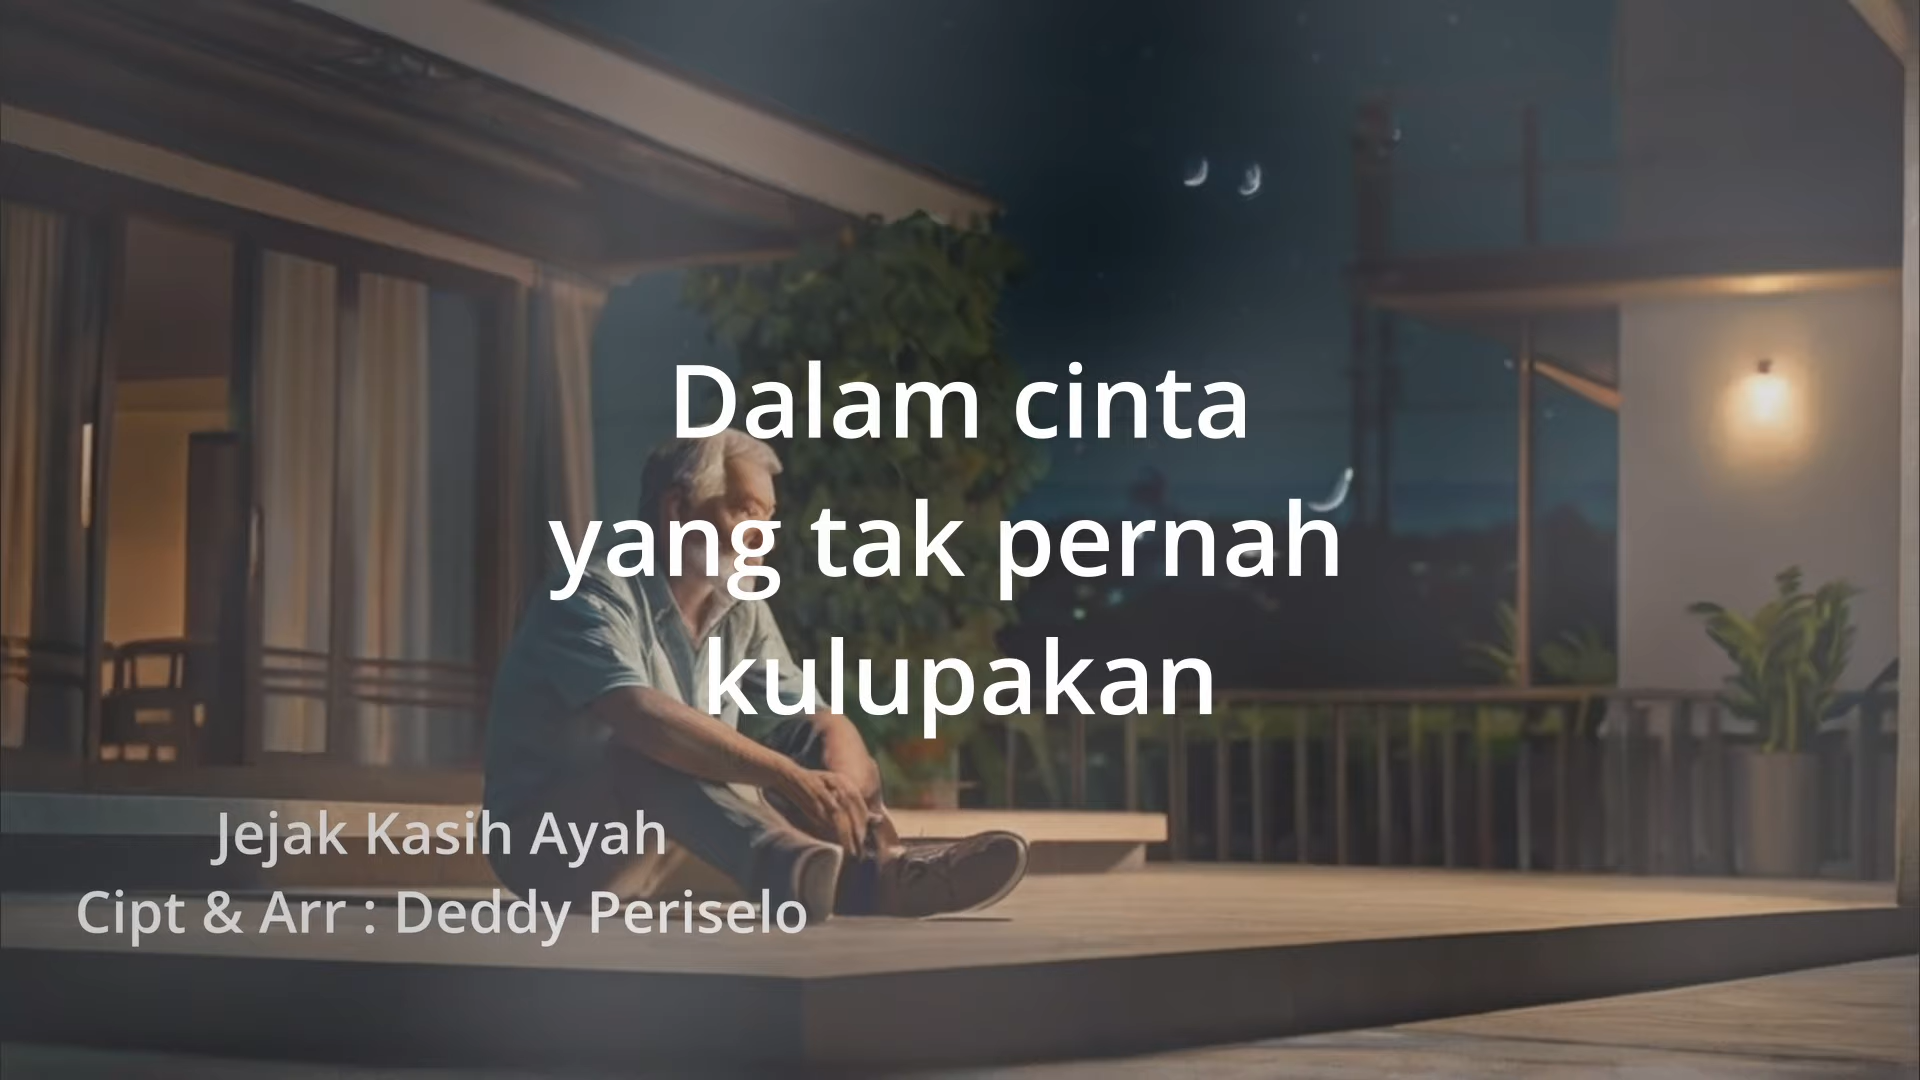 Dalam cinta
yang tak pernah
kulupakan
Jejak Kasih Ayah
Cipt & Arr : Deddy Periselo